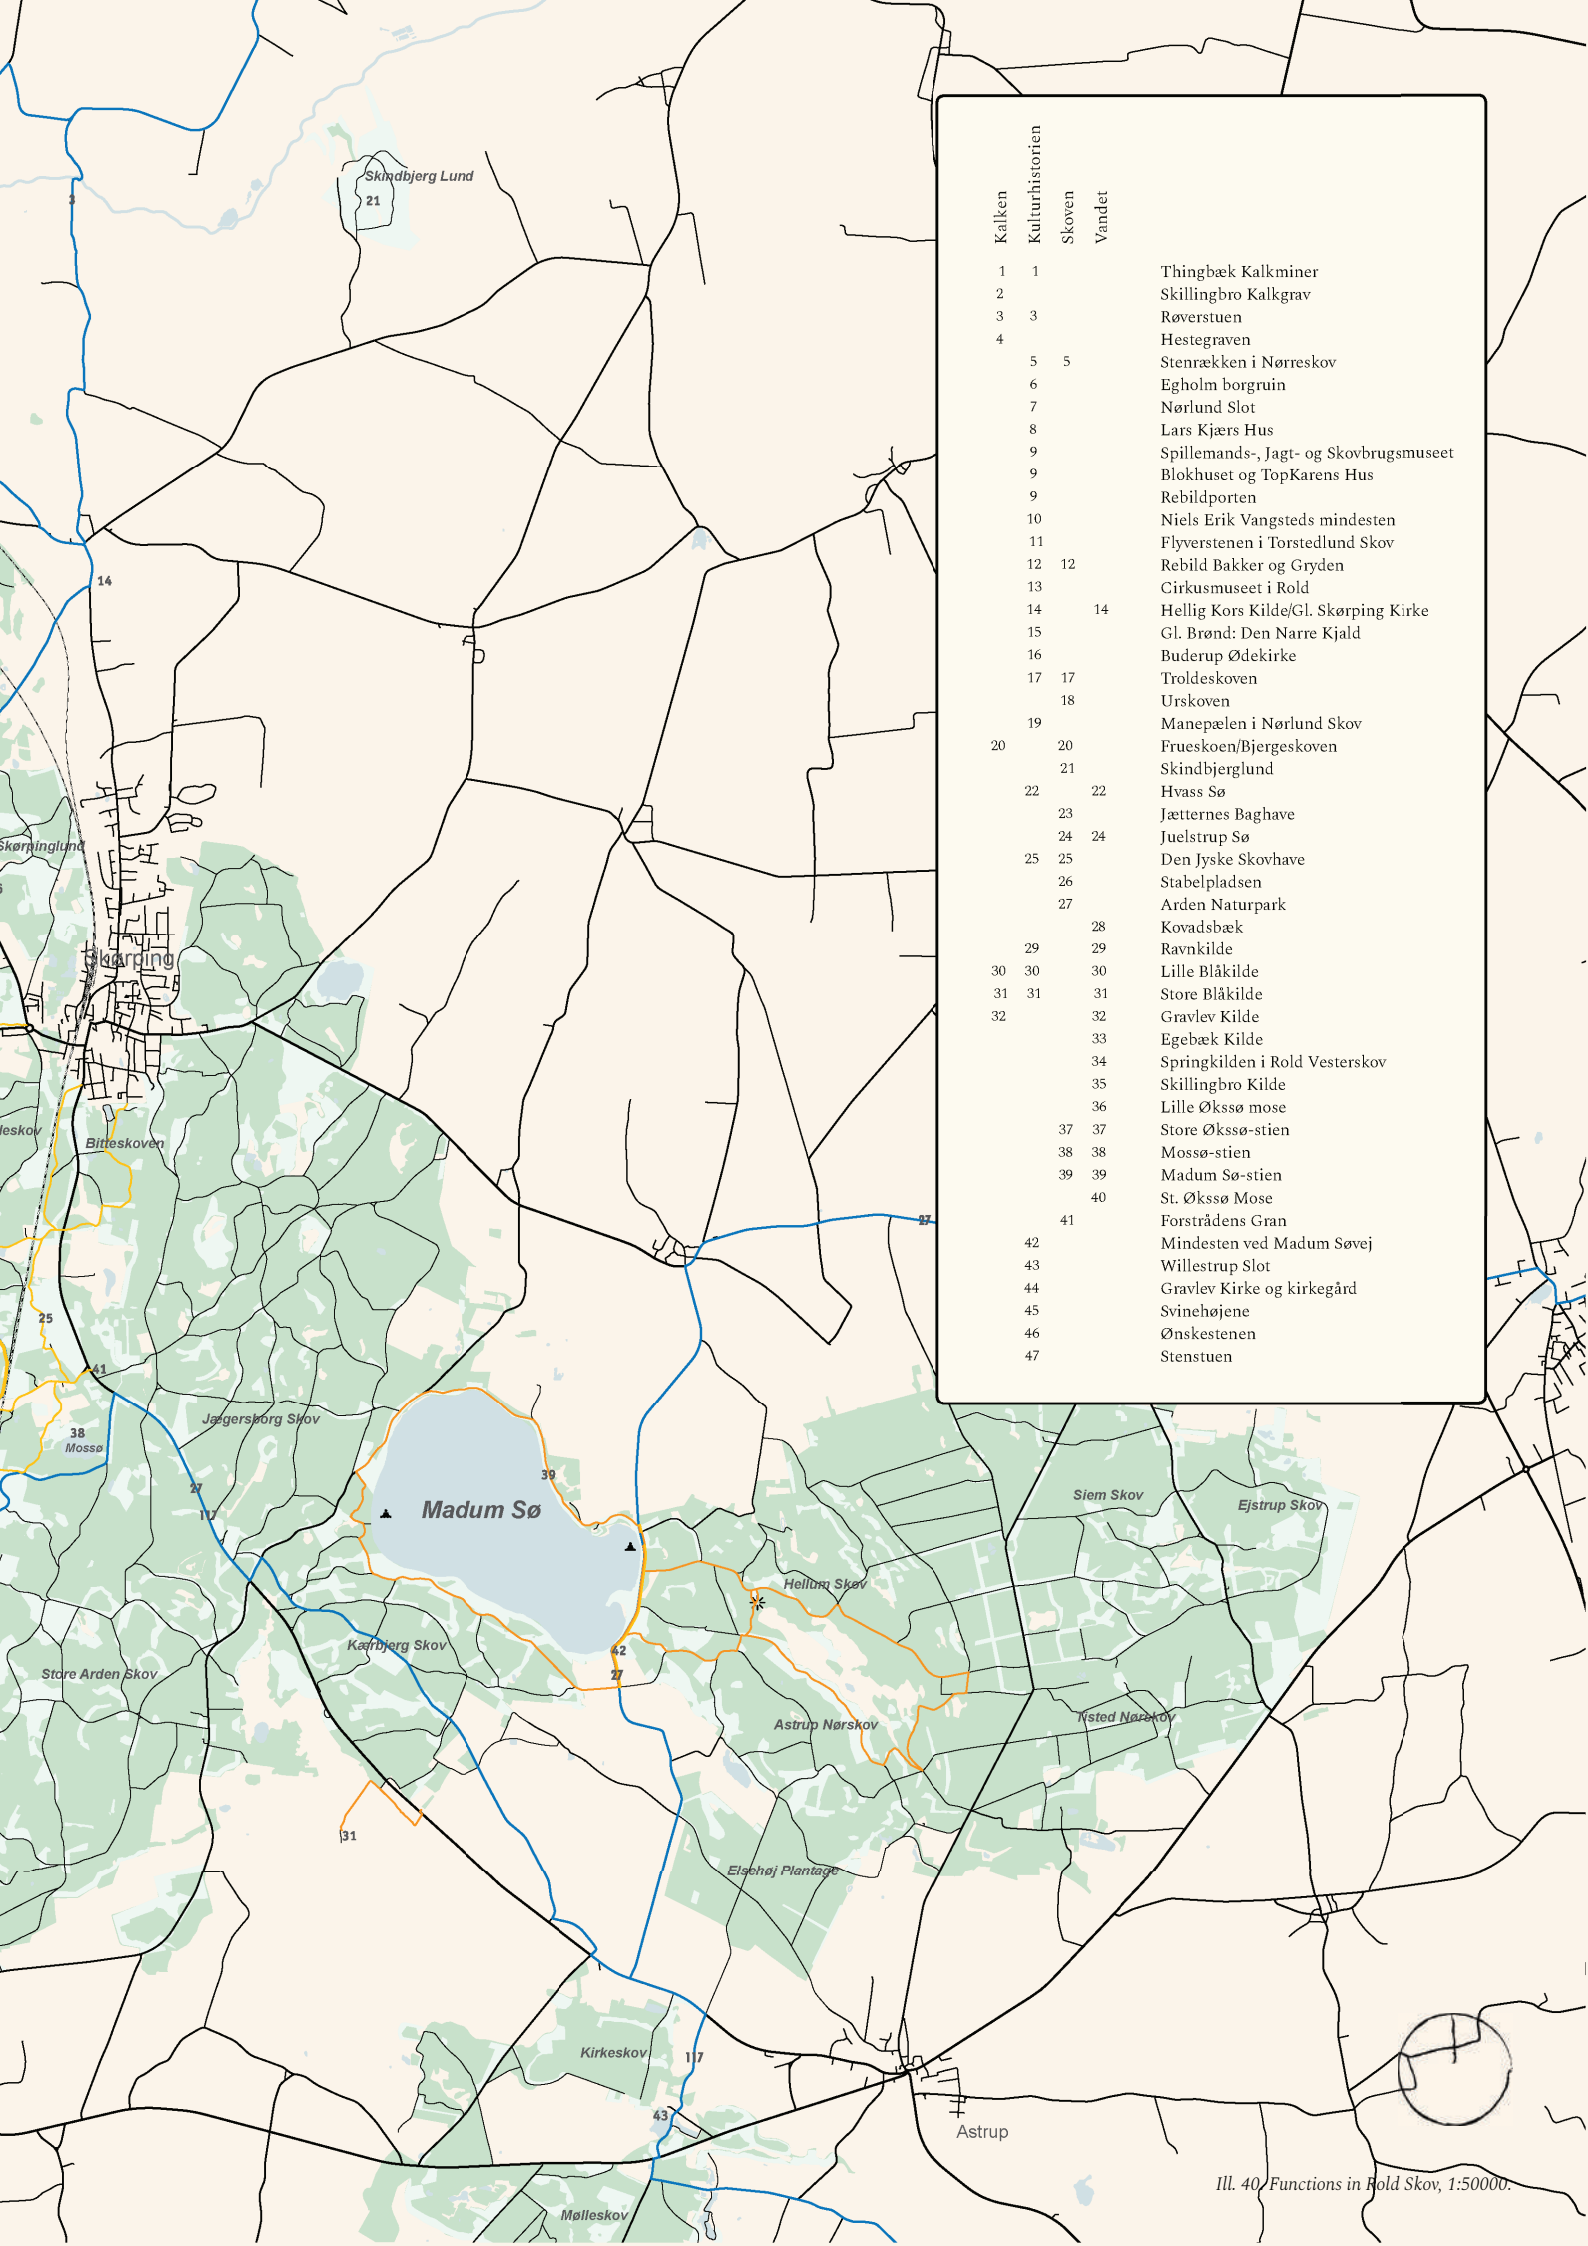 Skindbjerg Lund
21
3
14
Skørpinglund
Skørping
Bitteskoven
25
41
38
Mossø
Jægersborg Skov
27
117
Madum Sø
39
27
42
27
Kærbjerg Skov
Store Arden Skov
31
Hellum Skov
Siem Skov
Ejstrup Skov
Astrup Nørskov
Elsehøj Plantage
Kirkeskov
117
43
Mølleskov
Astrup
Kalken Kulturhistorien Skoven Vandet
1 1 Thingbæk Kalkminer
2 Skillingbro Kalkgrav
3 3 Røverstuen
4 Hestegraven
5 5 Stenrækken i Nørreskov
6 Egholm borgruin
7 Nørlund Slot
8 Lars Kjærs Hus
9 Spillemands-, Jagt- og Skovbrugsmuseet
9 Blokhuset og TopKarens Hus
9 Rebildporten
10 Niels Erik Vangsteds mindesten
11 Flyverstenen i Torstedlund Skov
12 12 Rebild Bakker og Gryden
13 Cirkusmuseet i Rold
14 14 Hellig Kors Kilde/Gl. Skørping Kirke
15 Gl. Brønd: Den Narre Kjald
16 Buderup Ødekirke
17 17 Troldeskoven
18 Urskoven
19 Manepælen i Nørlund Skov
20 20 Frueskoen/Bjergeskoven
21 Skindbjerglund
22 22 Hvass Sø
23 Jætternes Baghave
24 24 Juelstrup Sø
25 25 Den Jyske Skovhave
26 Stabelpladsen
27 Arden Naturpark
28 Kovadsbæk
29 29 Ravnkilde
30 30 30 Lille Blåkilde
31 31 31 Store Blåkilde
32 32 Gravlev Kilde
33 Egebæk Kilde
34 Springkilden i Rold Vesterskov
35 Skillingbro Kilde
36 Lille Økssø mose
37 37 Store Økssø-stien
38 38 Mossø-stien
39 39 Madum Sø-stien
40 St. Økssø Mose
41 Forstrådens Gran
42 Mindesten ved Madum Søvej
43 Willestrup Slot
44 Gravlev Kirke og kirkegård
45 Svinehøjene
46 Ønskestenen
47 Stenstuen
Ill. 40. Functions in Rold Skov, 1:50000.